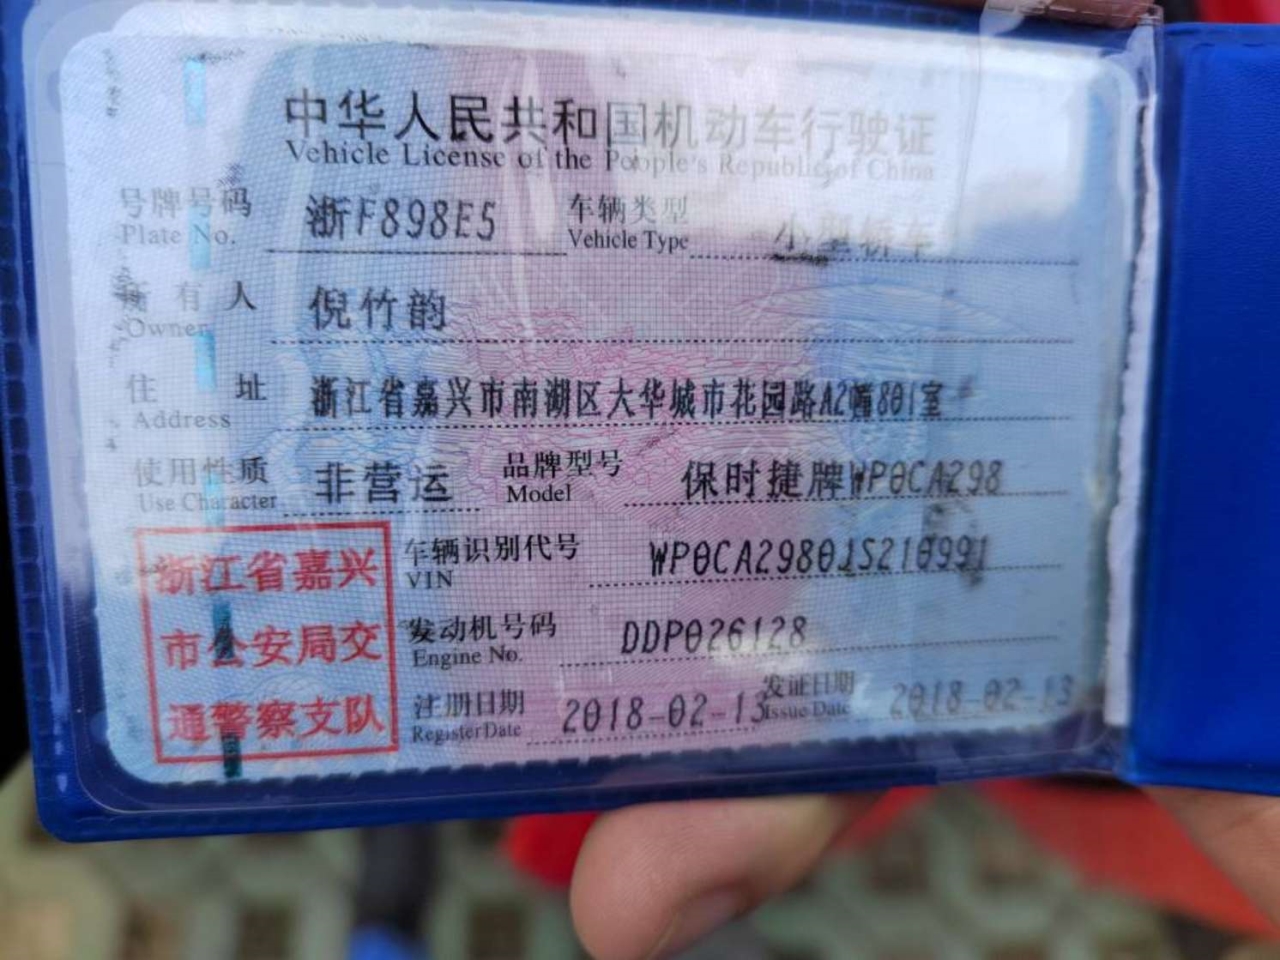 中华人民共和国机动车行驶证
Vehicle License of the People's Republic of China
号牌号码 浙F898E5 车辆类型 小型轿车
Plate No. Vehicle Type
所有人 倪竹韵
Owner
住址 浙江省嘉兴市南湖区大华城市花园路A2幢801室
Address
使用性质 非营运 品牌型号 保时捷牌WP0CA298
Use Character Model
浙江省嘉兴
市公安局交
通警察支队
车辆识别代号 WP0CA29801S210991
VIN
发动机号码 DDP026128
Engine No.
注册日期 2018-02-13 发证日期 2018-02-13
Register Date Issue Date